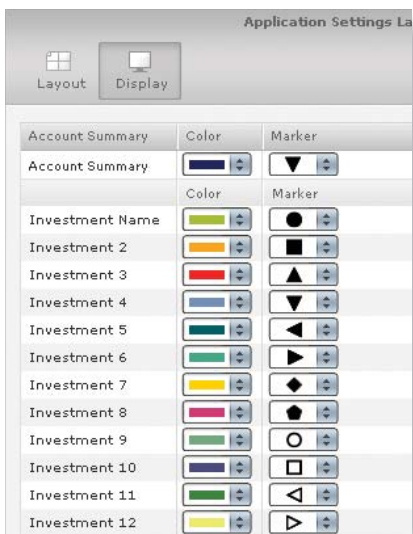 Application Settings La
Layout Display
Account Summary Color Marker
Account Summary
Color Marker
Investment Name
Investment 2
Investment 3
Investment 4
Investment 5
Investment 6
Investment 7
Investment 8
Investment 9
Investment 10
Investment 11
Investment 12